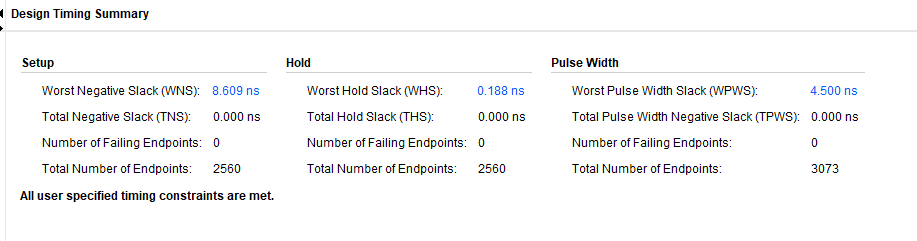 Design Timing Summary
Setup Hold Pulse Width
Worst Negative Slack (WNS): 8.609 ns Worst Hold Slack (WHS): 0.188 ns Worst Pulse Width Slack (WPWS): 4.500 ns
Total Negative Slack (TNS): 0.000 ns Total Hold Slack (THS): 0.000 ns Total Pulse Width Negative Slack (TPWS): 0.000 ns
Number of Failing Endpoints: 0 Number of Failing Endpoints: 0 Number of Failing Endpoints: 0
Total Number of Endpoints: 2560 Total Number of Endpoints: 2560 Total Number of Endpoints: 3073
All user specified timing constraints are met.